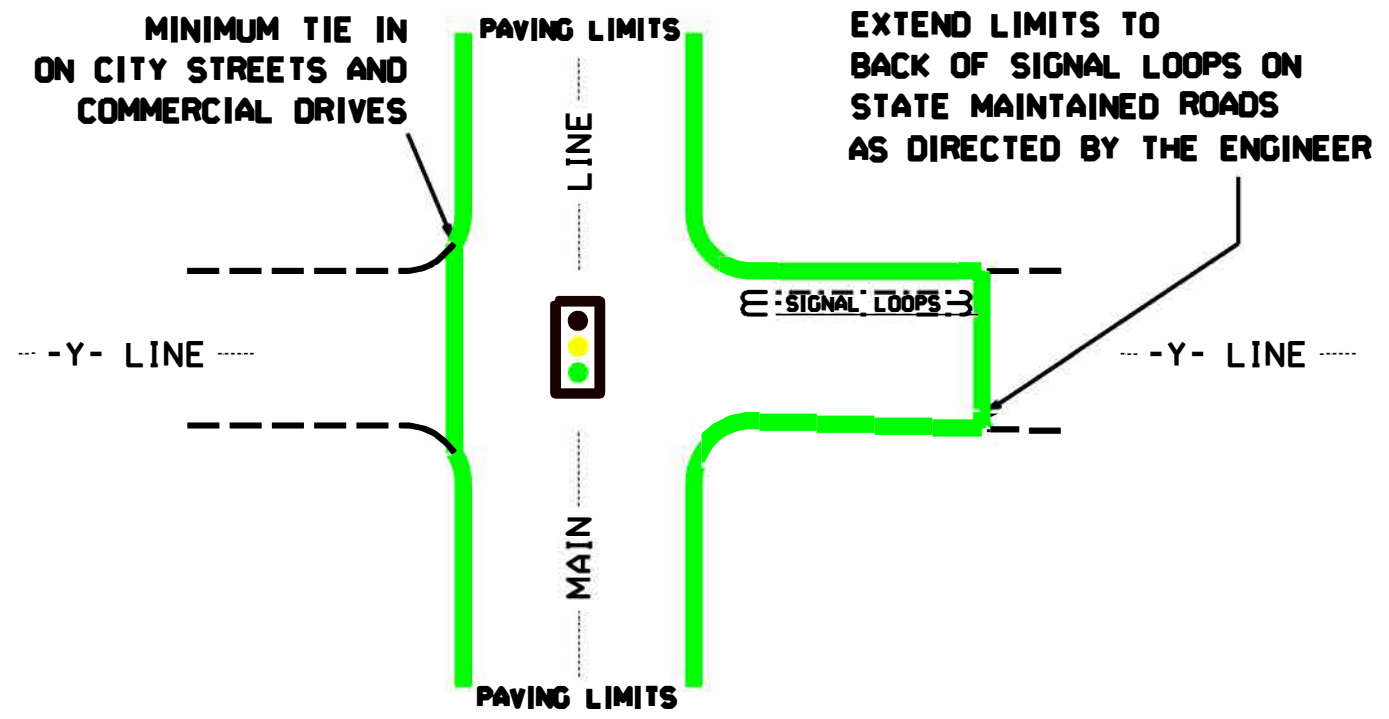 MINIMUM TIE IN
ON CITY STREETS AND
COMMERCIAL DRIVES
PAVING LIMITS
EXTEND LIMITS TO
BACK OF SIGNAL LOOPS ON
STATE MAINTAINED ROADS
AS DIRECTED BY THE ENGINEER
LINE
SIGNAL LOOPS
-Y- LINE
-Y- LINE
MAIN
PAVING LIMITS